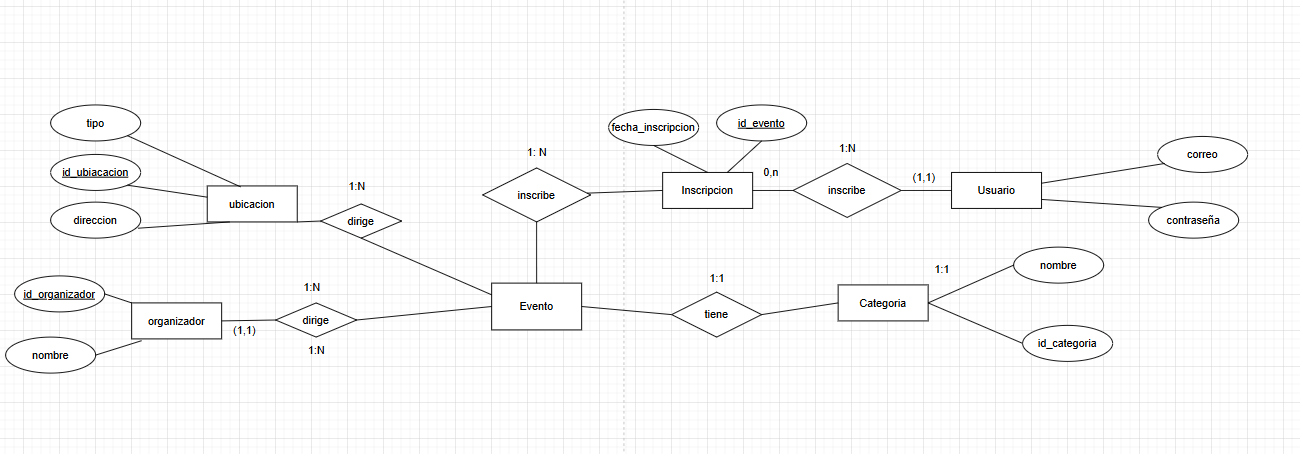 tipo
id_ubiacacion
direccion
ubicacion
1:N
dirige
id_organizador
nombre
organizador
(1,1)
1:N
dirige
1:N
1: N
inscribe
Evento
fecha_inscripcion
id_evento
Inscripcion
0,n
1:N
inscribe
(1,1)
Usuario
correo
contraseña
1:1
tiene
Categoria
1:1
nombre
id_categoria